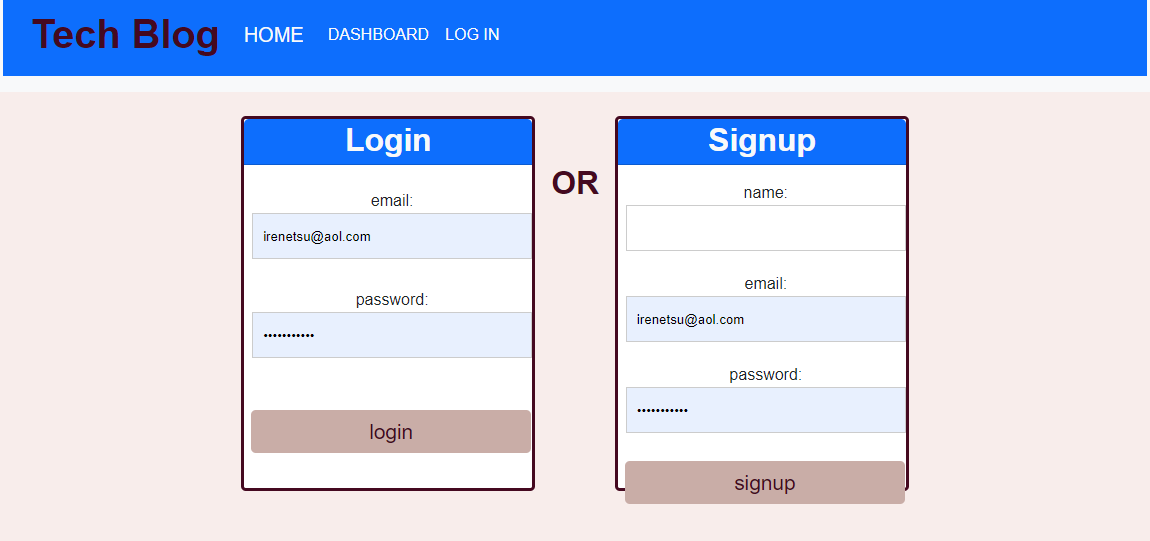 Tech Blog HOME DASHBOARD LOG IN
Login
email:
irenetsu@aol.com
password:
•••••••••••
login
OR
Signup
name:
email:
irenetsu@aol.com
password:
•••••••••••
signup